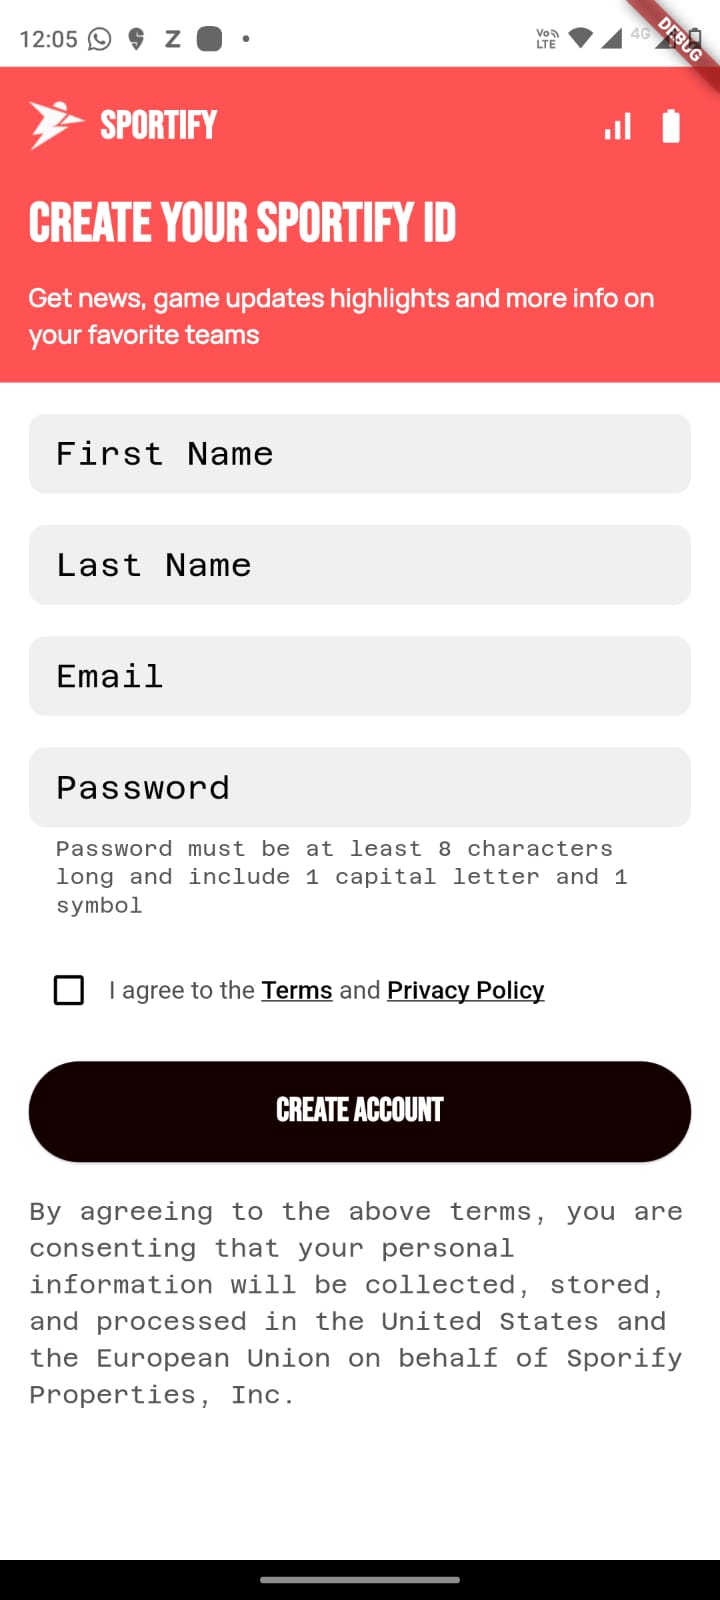 12:05
Z
Vo))
LTE
4G
DEBUG
SPORTIFY
CREATE YOUR SPORTIFY ID
Get news, game updates highlights and more info on
your favorite teams
First Name
Last Name
Email
Password
Password must be at least 8 characters
long and include 1 capital letter and 1
symbol
I agree to the Terms and Privacy Policy
CREATE ACCOUNT
By agreeing to the above terms, you are
consenting that your personal
information will be collected, stored,
and processed in the United States and
the European Union on behalf of Sporify
Properties, Inc.